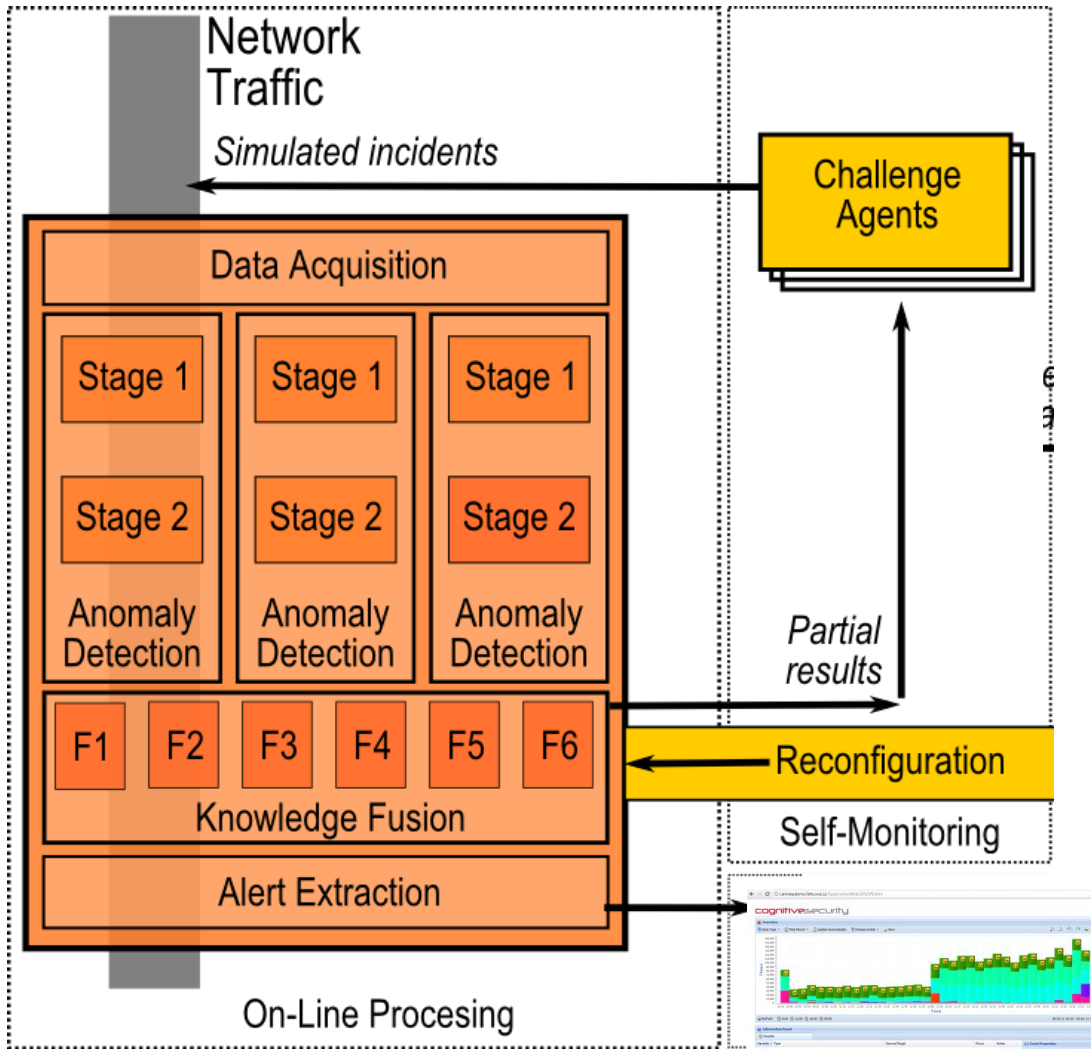 Network
Traffic
Simulated incidents
Challenge
Agents
Data Acquisition
Stage 1
Stage 1
Stage 1
Stage 2
Stage 2
Stage 2
Anomaly
Detection
Anomaly
Detection
Anomaly
Detection
Partial
results
F1
F2
F3
F4
F5
F6
Knowledge Fusion
Reconfiguration
Self-Monitoring
Alert Extraction
On-Line Procesing
cognitivesecurity
Overview
Time